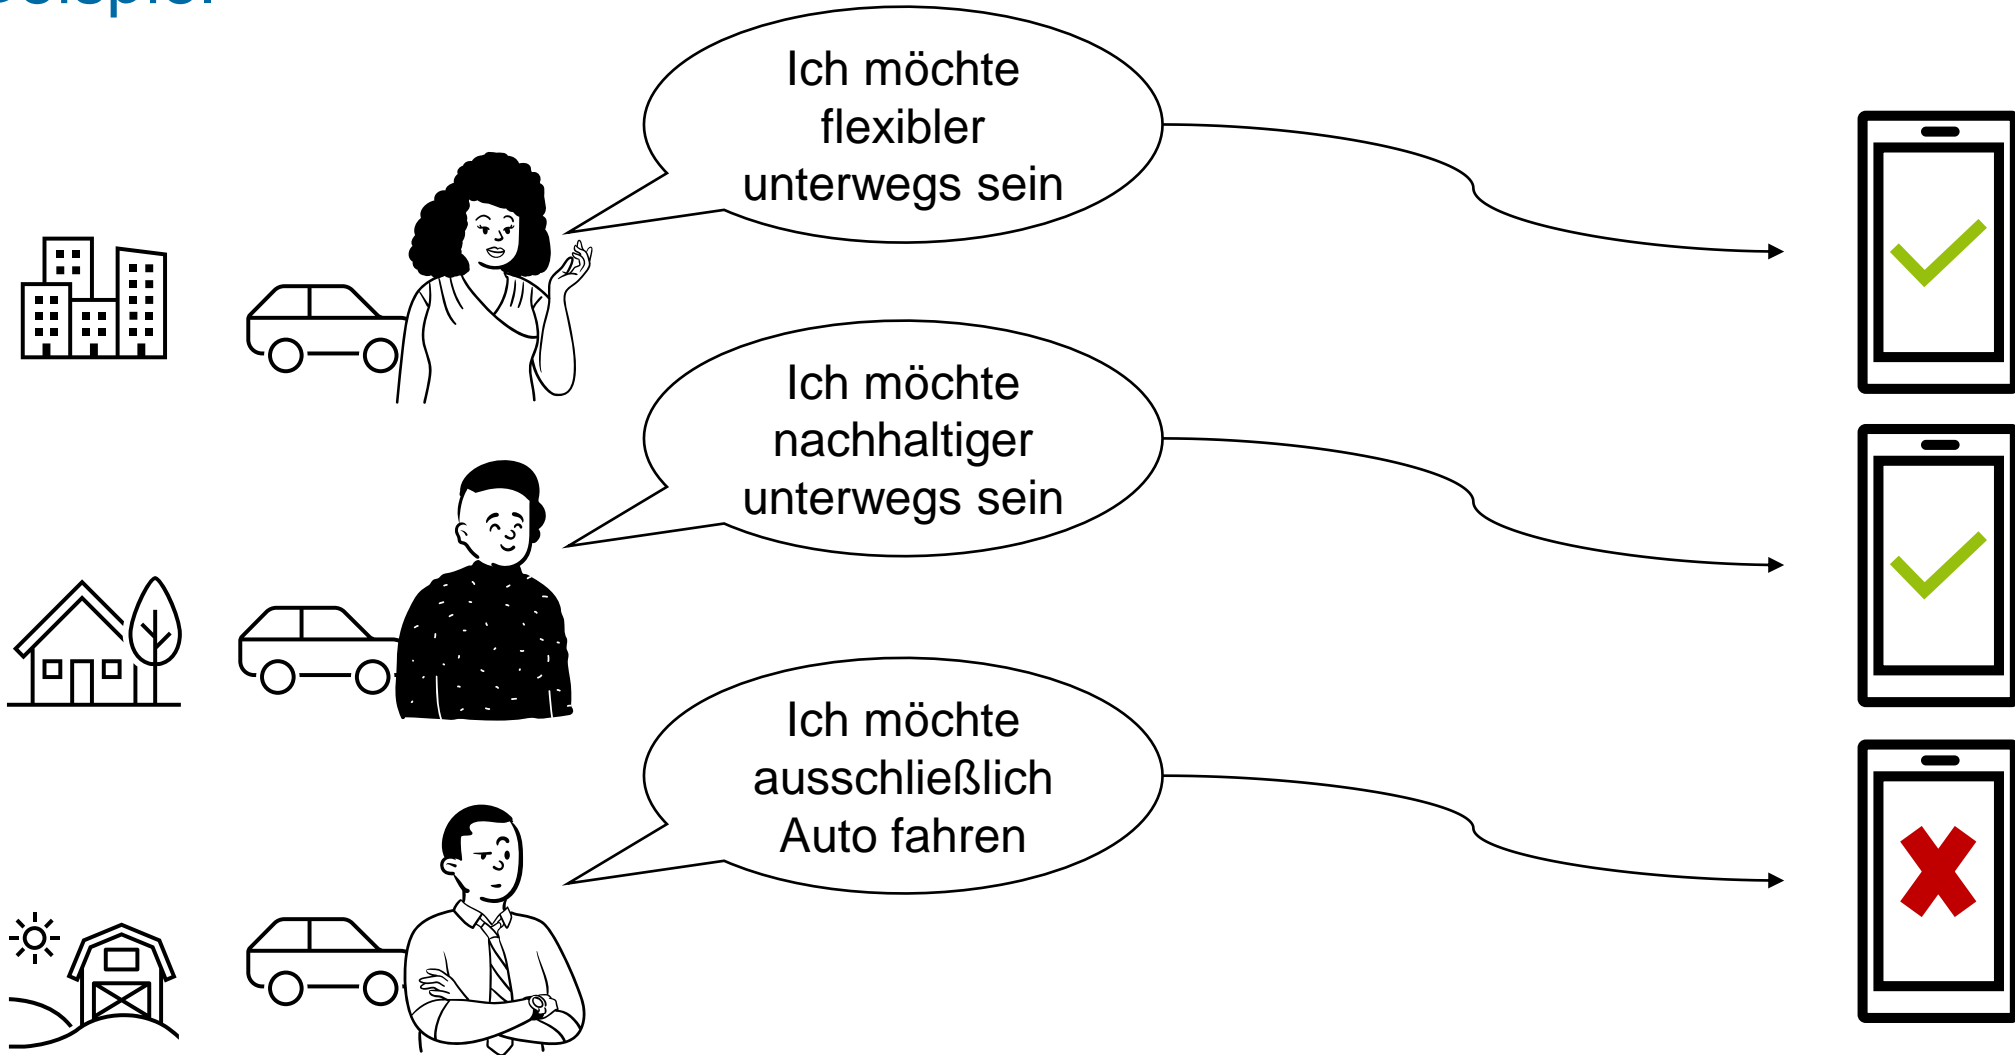 Ich möchte
flexibler
unterwegs sein
Ich möchte
nachhaltiger
unterwegs sein
Ich möchte
ausschließlich
Auto fahren